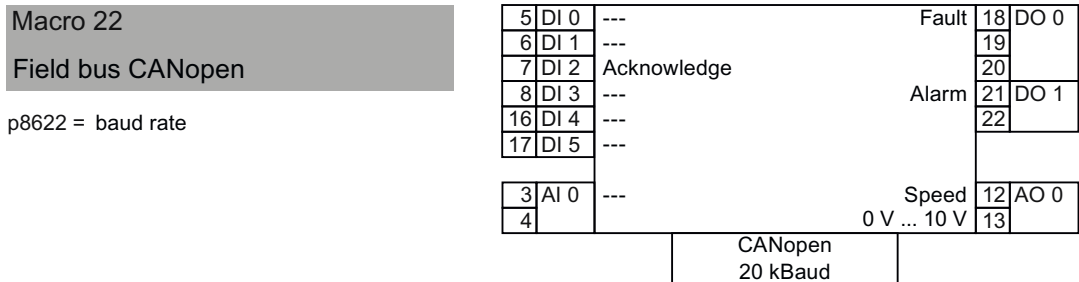 Macro 22
Field bus CANopen
p8622 = baud rate
5 DI 0 --- Fault 18 DO 0
6 DI 1 --- 19
7 DI 2 Acknowledge 20
8 DI 3 --- Alarm 21 DO 1
16 DI 4 --- 22
17 DI 5 ---
3 AI 0 --- Speed 12 AO 0
4 0 V ... 10 V 13
CANopen
20 kBaud